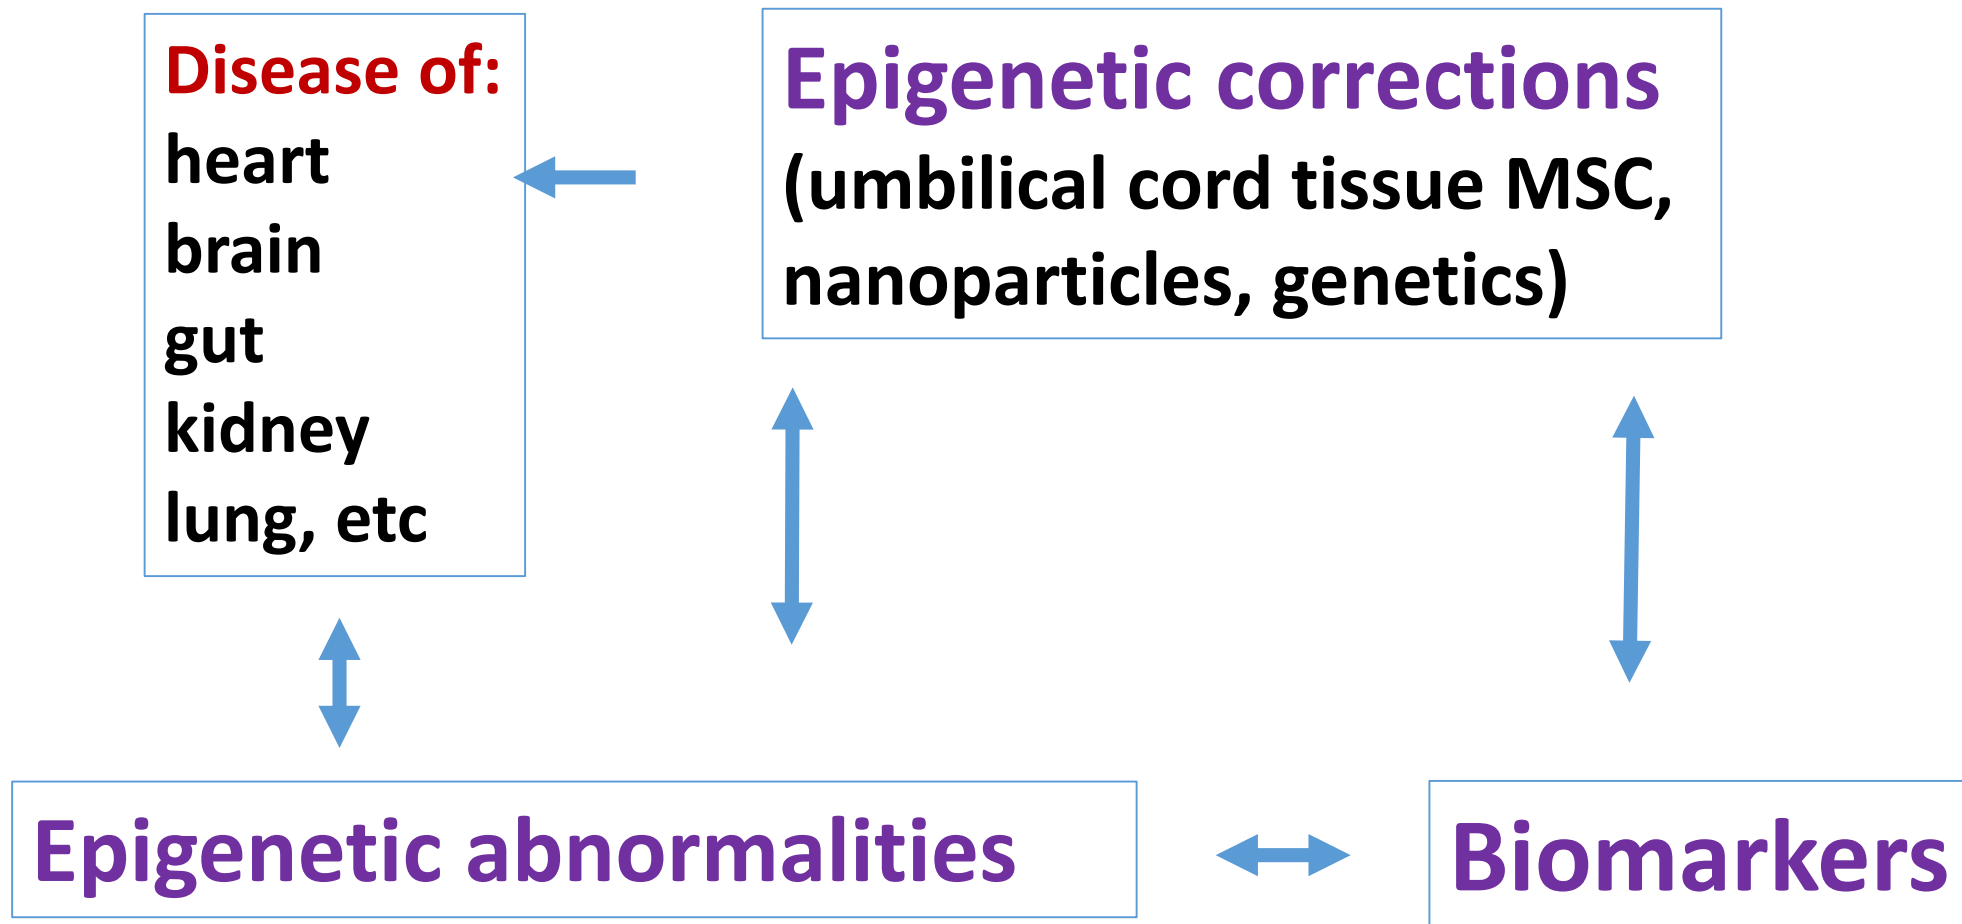 Disease of:
heart
brain
gut
kidney
lung, etc
Epigenetic corrections
(umbilical cord tissue MSC,
nanoparticles, genetics)
Epigenetic abnormalities
Biomarkers